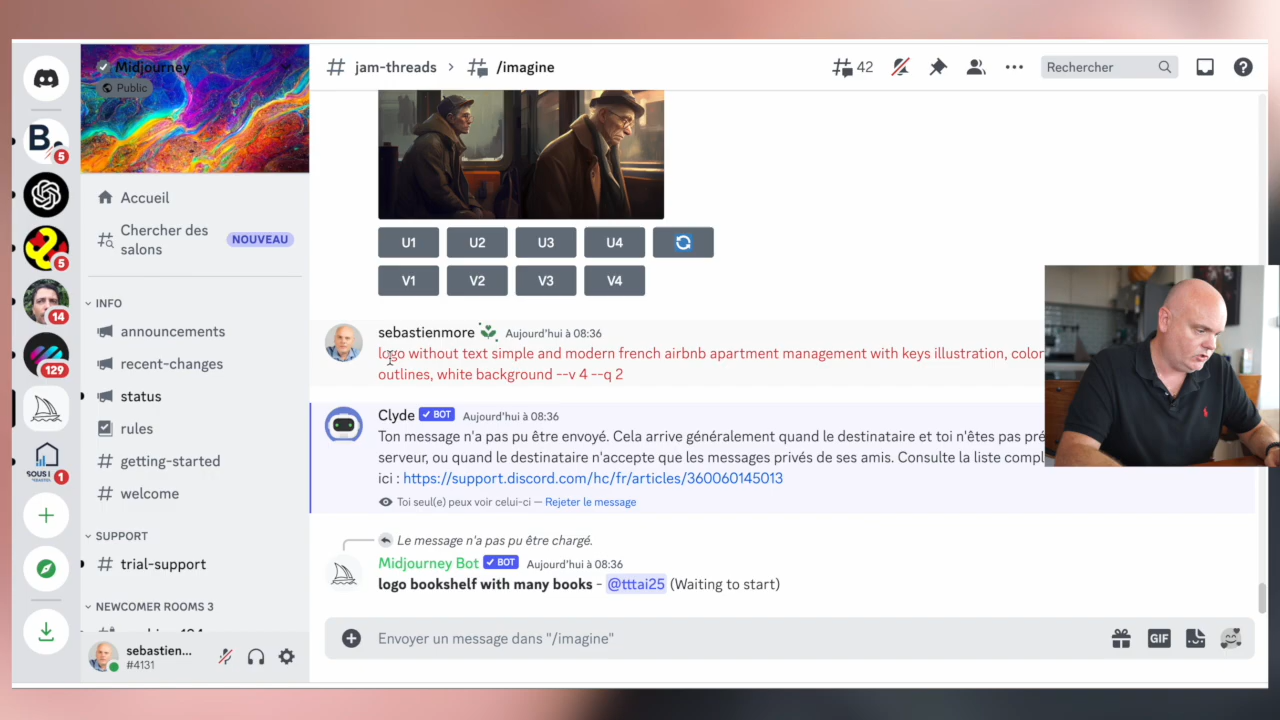 Midjourney
Public
# jam-threads > /imagine
42
Rechercher
B.
5
5
14
129
SOUS L
1
Accueil
Chercher des salons
NOUVEAU
INFO
announcements
recent-changes
status
rules
getting-started
welcome
SUPPORT
trial-support
NEWCOMER ROOMS 3
sebastien...
#4131
U1 U2 U3 U4
V1 V2 V3 V4
sebastienmore Aujourd'hui à 08:36
logo without text simple and modern french airbnb apartment management with keys illustration, color
outlines, white background --v 4 --q 2
Clyde BOT Aujourd'hui à 08:36
Ton message n'a pas pu être envoyé. Cela arrive généralement quand le destinataire et toi n'êtes pas
serveur, ou quand le destinataire n'accepte que les messages privés de ses amis. Consulte la liste
ici : https://support.discord.com/hc/fr/articles/360060145013
Toi seul(e) peux voir celui-ci — Rejeter le message
Le message n'a pas pu être chargé.
Midjourney Bot BOT Aujourd'hui à 08:36
logo bookshelf with many books - @tttai25 (Waiting to start)
Envoyer un message dans "/imagine"
GIF